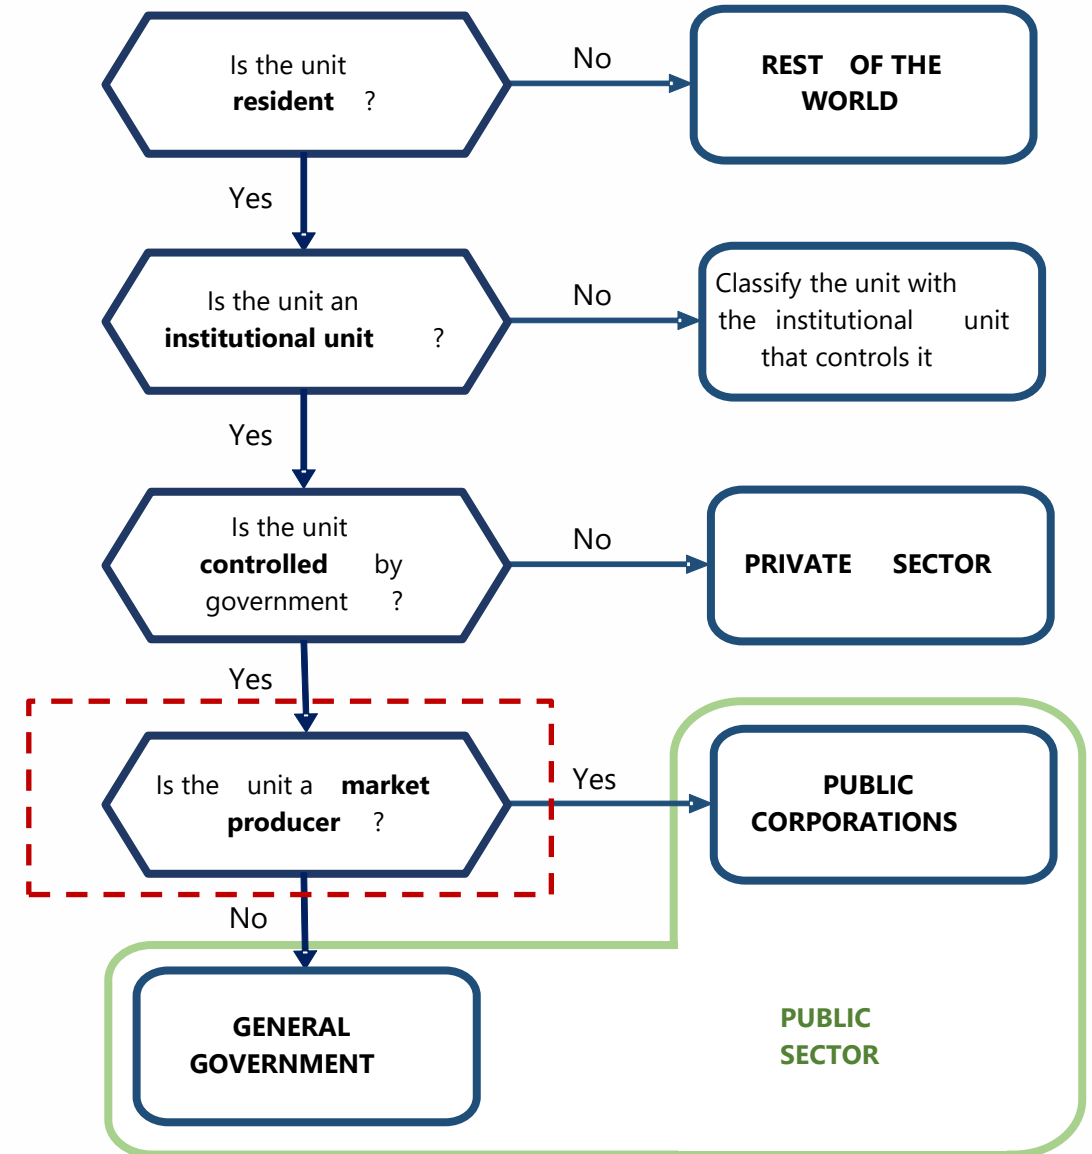 Is the unit
resident ?
No
REST OF THE
WORLD
Yes
Is the unit an
institutional unit ?
No
Classify the unit with
the institutional unit
that controls it
Yes
Is the unit
controlled by
government ?
No
PRIVATE SECTOR
Yes
Is the unit a market
producer ?
Yes
PUBLIC
CORPORATIONS
No
GENERAL
GOVERNMENT
PUBLIC
SECTOR